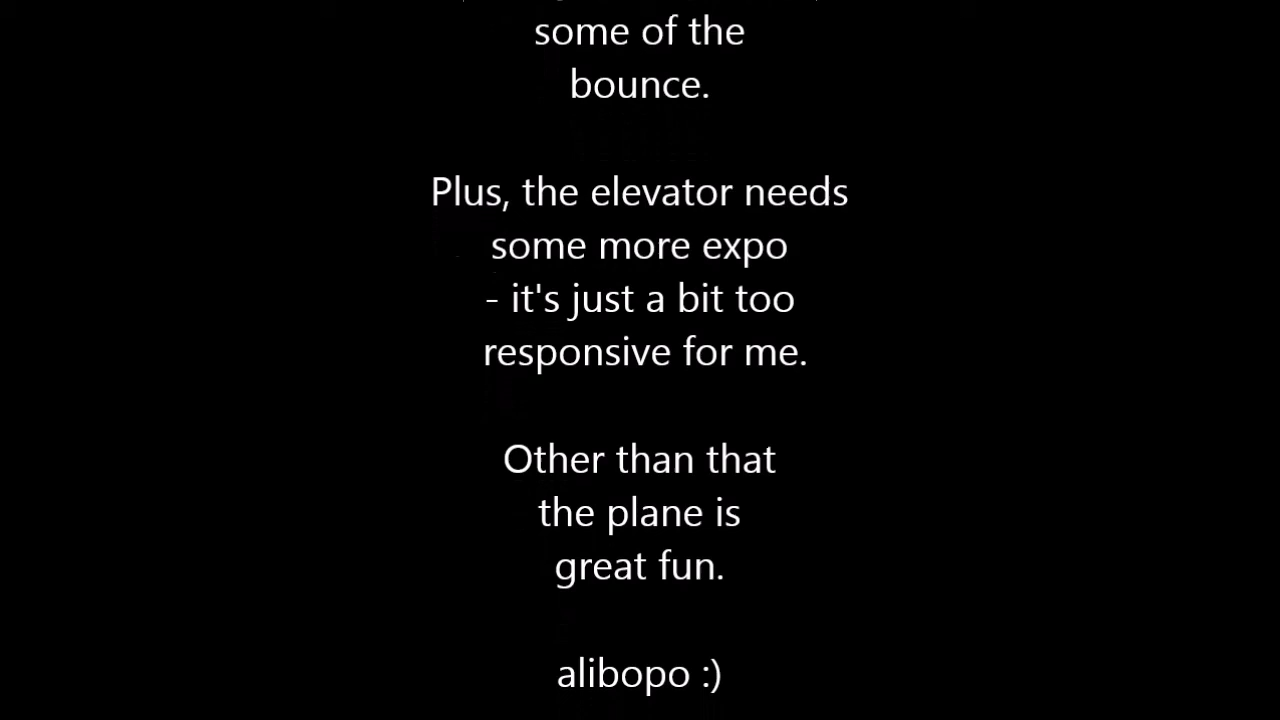 some of the
bounce.
Plus, the elevator needs
some more expo
- it's just a bit too
responsive for me.
Other than that
the plane is
great fun.
alibopo :)